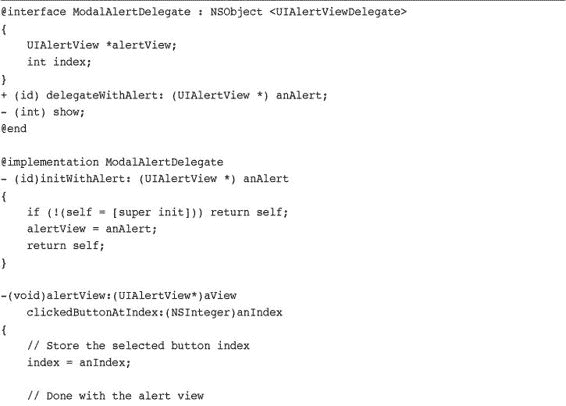 @interface ModalAlertDelegate : NSObject <UIAlertViewDelegate>
{
    UIAlertView *alertView;
    int index;
}
+ (id) delegateWithAlert: (UIAlertView *) anAlert;
- (int) show;
@end

@implementation ModalAlertDelegate
- (id)initWithAlert: (UIAlertView *) anAlert
{
    if (!(self = [super init])) return self;
    alertView = anAlert;
    return self;
}

-(void)alertView:(UIAlertView*)aView
    clickedButtonAtIndex:(NSInteger)anIndex
{
    // Store the selected button index
    index = anIndex;

    // Done with the alert view